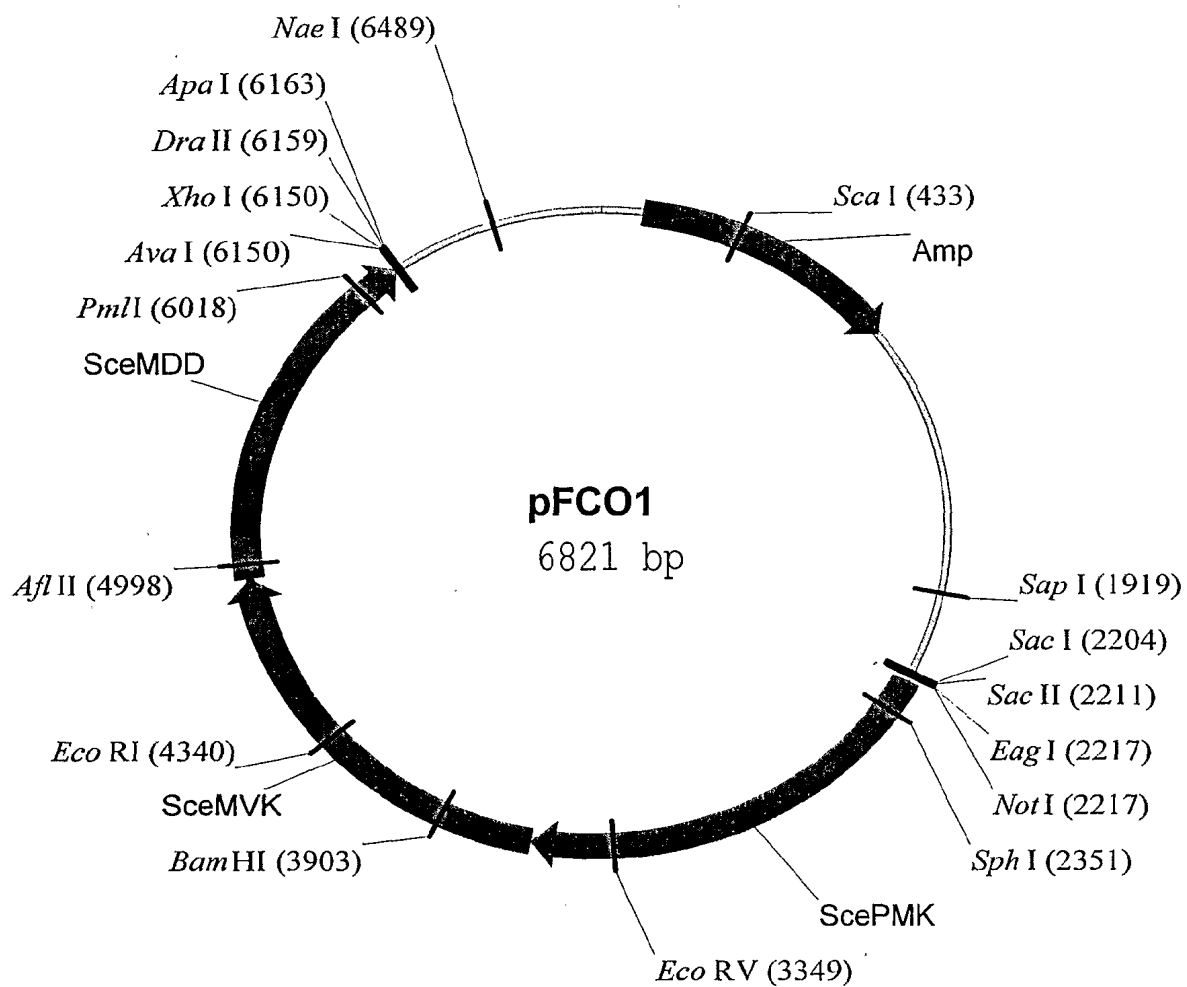 Nae I (6489)
Apa I (6163)
Dra II (6159)
Xho I (6150)
Ava I (6150)
PmlI (6018)
SceMDD
Sca I (433)
Amp
pFCO1
6821 bp
Afl II (4998)
Sap I (1919)
Sac I (2204)
Sac II (2211)
Eag I (2217)
Not I (2217)
Sph I (2351)
Eco RI (4340)
SceMVK
Bam HI (3903)
ScePMK
Eco RV (3349)